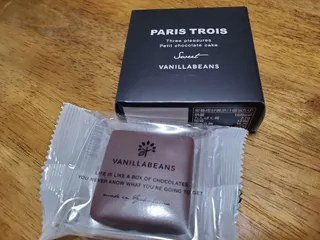 PARIS TROIS
Three pleasures
Petit chocolate cake
Sweet
VANILLABEANS
VANILLABEANS
LIFE IS LIKE A BOX OF CHOCOLATES.
YOU NEVER KNOW WHAT YOU'RE GOING TO GET.